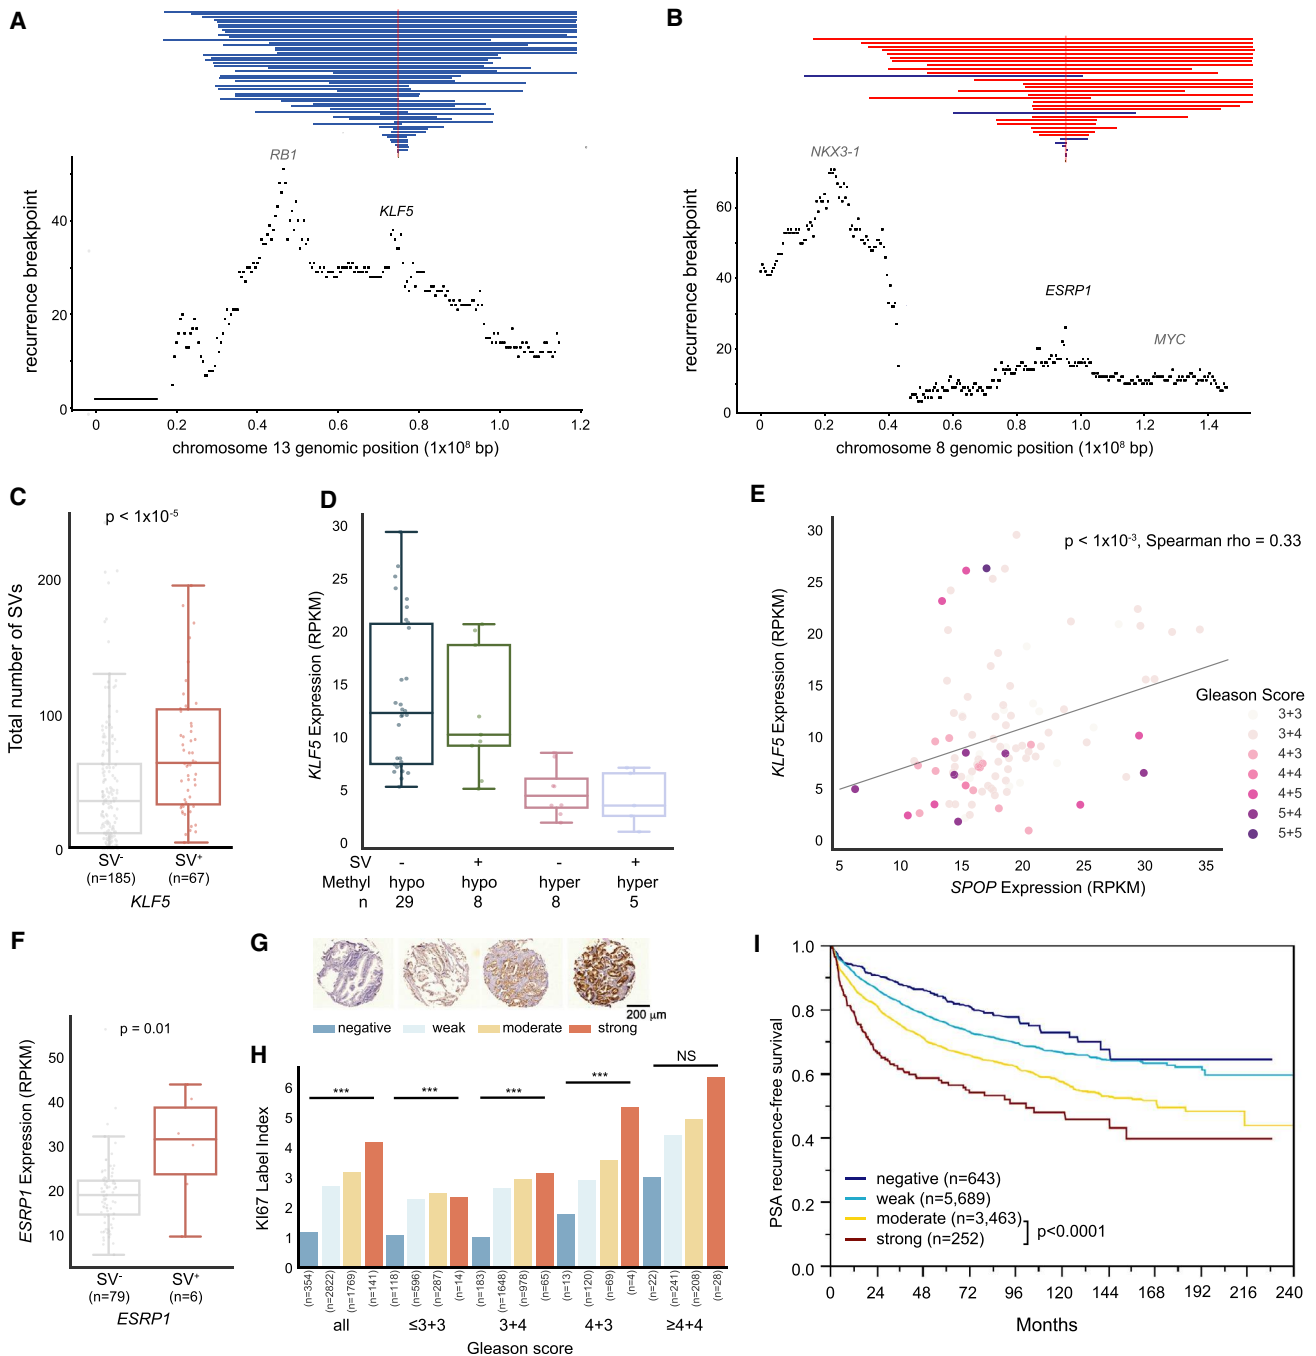 A
RB1
KLF5
recurrence breakpoint
40
20
0
0 0.2 0.4 0.6 0.8 1.0 1.2
chromosome 13 genomic position (1x10⁸ bp)
B
NKX3-1
ESRP1
MYC
recurrence breakpoint
60
40
20
0
0 0.2 0.4 0.6 0.8 1.0 1.2 1.4
chromosome 8 genomic position (1x10⁸ bp)
C
p < 1x10⁻⁵
Total number of SVs
200
100
0
SV⁻ SV⁺
(n=185) (n=67)
KLF5
D
KLF5 Expression (RPKM)
30
25
20
15
10
5
0
SV - + - +
Methyl hypo hypo hyper hyper
n 29 8 8 5
E
p < 1x10⁻³, Spearman rho = 0.33
KLF5 Expression (RPKM)
30
25
20
15
10
5
0
5 10 15 20 25 30 35
SPOP Expression (RPKM)
Gleason Score
3+3
3+4
4+3
4+4
4+5
5+4
5+5
F
p = 0.01
ESRP1 Expression (RPKM)
50
40
30
20
10
SV⁻ SV⁺
(n=79) (n=6)
ESRP1
G
200 µm
negative weak moderate strong
H
KI67 Label Index
6
5
4
3
2
1
0
*** *** *** *** NS
(n=354) (n=2822) (n=1769) (n=141) (n=118) (n=596) (n=287) (n=14) (n=183) (n=1648) (n=978) (n=65) (n=13) (n=120) (n=69) (n=4) (n=22) (n=241) (n=208) (n=28)
all ≤3+3 3+4 4+3 ≥4+4
Gleason score
I
PSA recurrence-free survival
1.0
0.8
0.6
0.4
0.2
0.0
negative (n=643)
weak (n=5,689)
moderate (n=3,463)
strong (n=252)
p<0.0001
0 24 48 72 96 120 144 168 192 216 240
Months